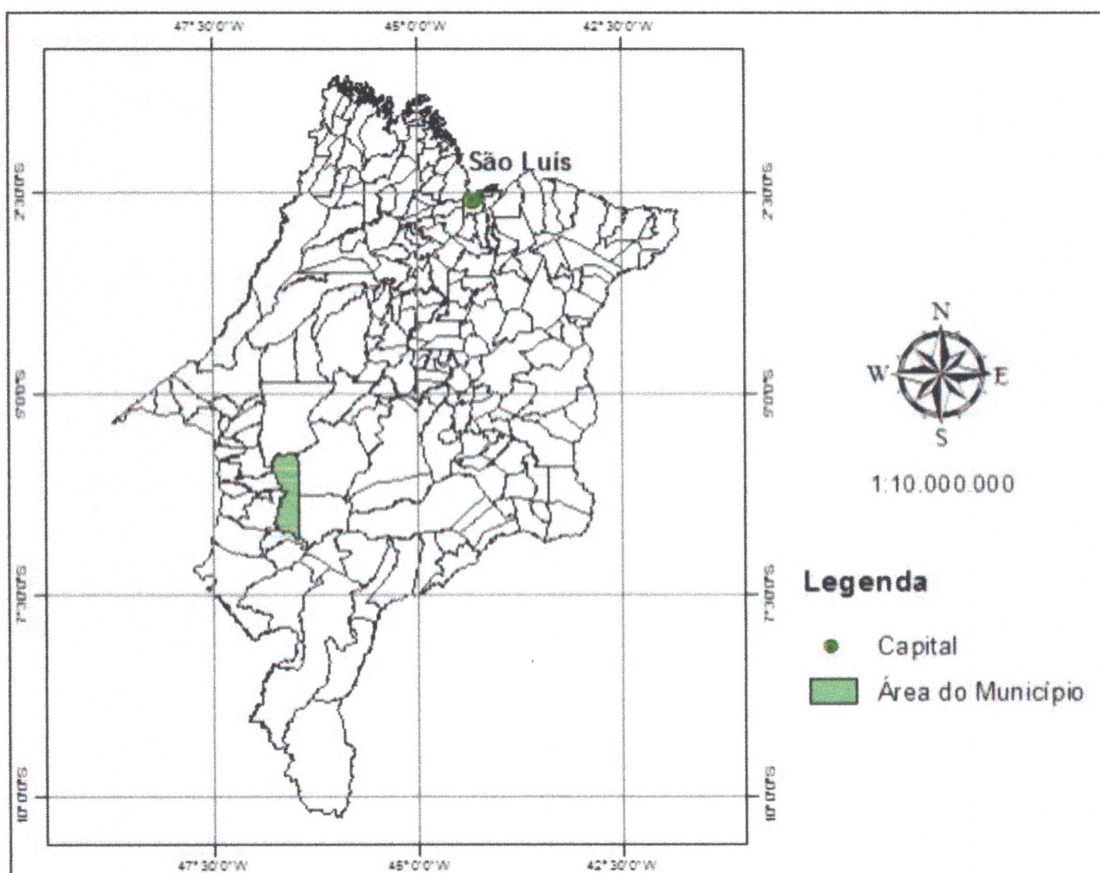 47°30'0"W 45°0'0"W 42°30'0"W
São Luís
2°30'0"S 2°30'0"S
5°0'0"S 5°0'0"S
7°30'0"S 7°30'0"S
10°0'0"S 10°0'0"S
47°30'0"W 45°0'0"W 42°30'0"W
N
W E
S
1:10.000.000
Legenda
Capital
Área do Município